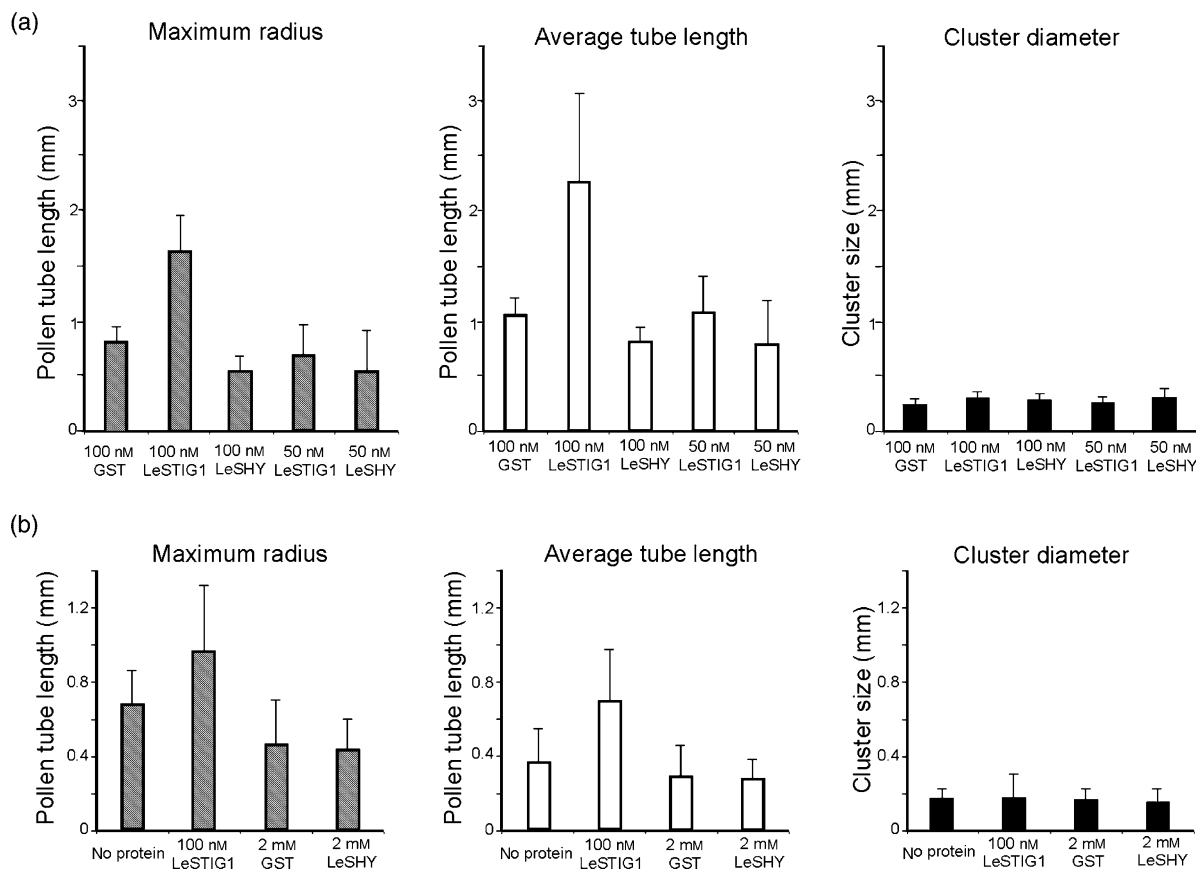 (a)
Maximum radius
Pollen tube length (mm)
3
2
1
0
100 nM
GST
100 nM
LeSTIG1
100 nM
LeSHY
50 nM
LeSTIG1
50 nM
LeSHY
Average tube length
Pollen tube length (mm)
3
2
1
0
100 nM
GST
100 nM
LeSTIG1
100 nM
LeSHY
50 nM
LeSTIG1
50 nM
LeSHY
Cluster diameter
Cluster size (mm)
3
2
1
0
100 nM
GST
100 nM
LeSTIG1
100 nM
LeSHY
50 nM
LeSTIG1
50 nM
LeSHY
(b)
Maximum radius
Pollen tube length (mm)
1.2
0.8
0.4
0
No protein
100 nM
LeSTIG1
2 mM
GST
2 mM
LeSHY
Average tube length
Pollen tube length (mm)
1.2
0.8
0.4
0
No protein
100 nM
LeSTIG1
2 mM
GST
2 mM
LeSHY
Cluster diameter
Cluster size (mm)
1.2
0.8
0.4
0
No protein
100 nM
LeSTIG1
2 mM
GST
2 mM
LeSHY